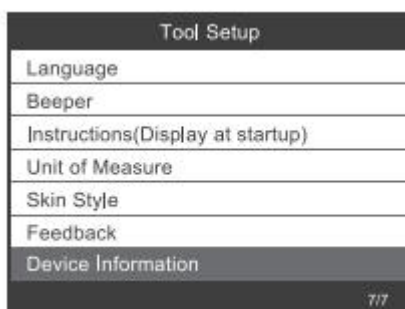 Tool Setup
Language
Beeper
Instructions(Display at startup)
Unit of Measure
Skin Style
Feedback
Device Information
7/7